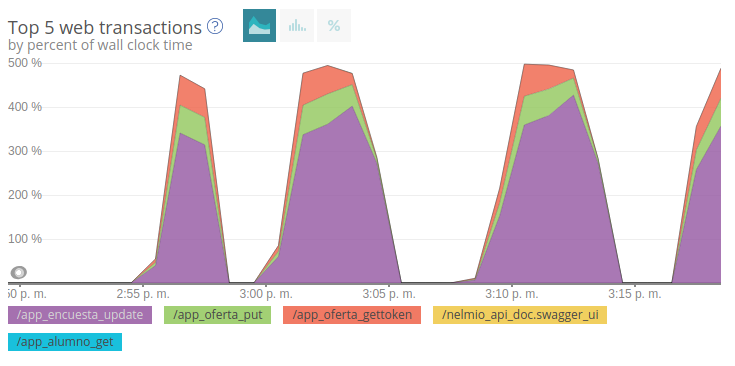 Top 5 web transactions ?
by percent of wall clock time
%
500 %
400 %
300 %
200 %
100 %
50 p. m. 2:55 p. m. 3:00 p. m. 3:05 p. m. 3:10 p. m. 3:15 p. m.
/app_encuesta_update /app_oferta_put /app_oferta_gettoken /nelmio_api_doc.swagger_ui
/app_alumno_get